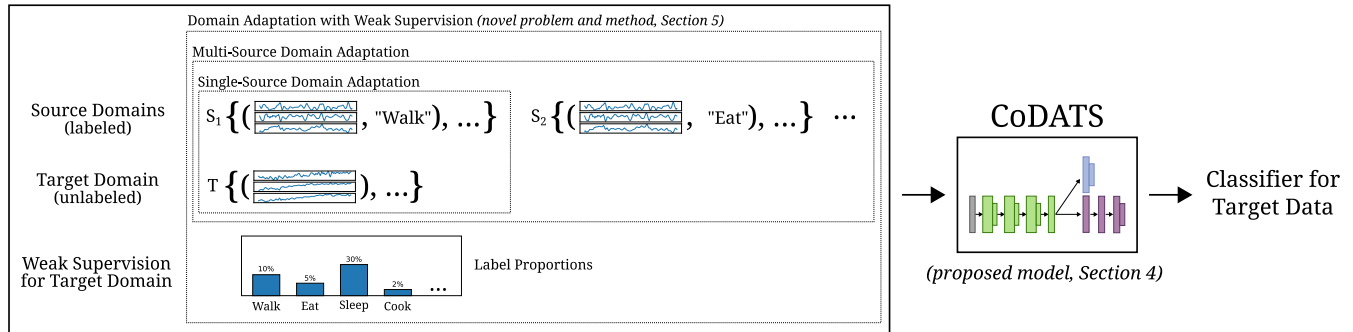 Domain Adaptation with Weak Supervision (novel problem and method, Section 5)
Multi-Source Domain Adaptation
Single-Source Domain Adaptation
Source Domains
(labeled)
S₁ {( , "Walk"), ...}
S₂ {( , "Eat"), ...} ...
Target Domain
(unlabeled)
T {( ), ...}
Weak Supervision
for Target Domain
10%
5%
30%
2%
...
Walk
Eat
Sleep
Cook
Label Proportions
CoDATS
(proposed model, Section 4)
Classifier for
Target Data